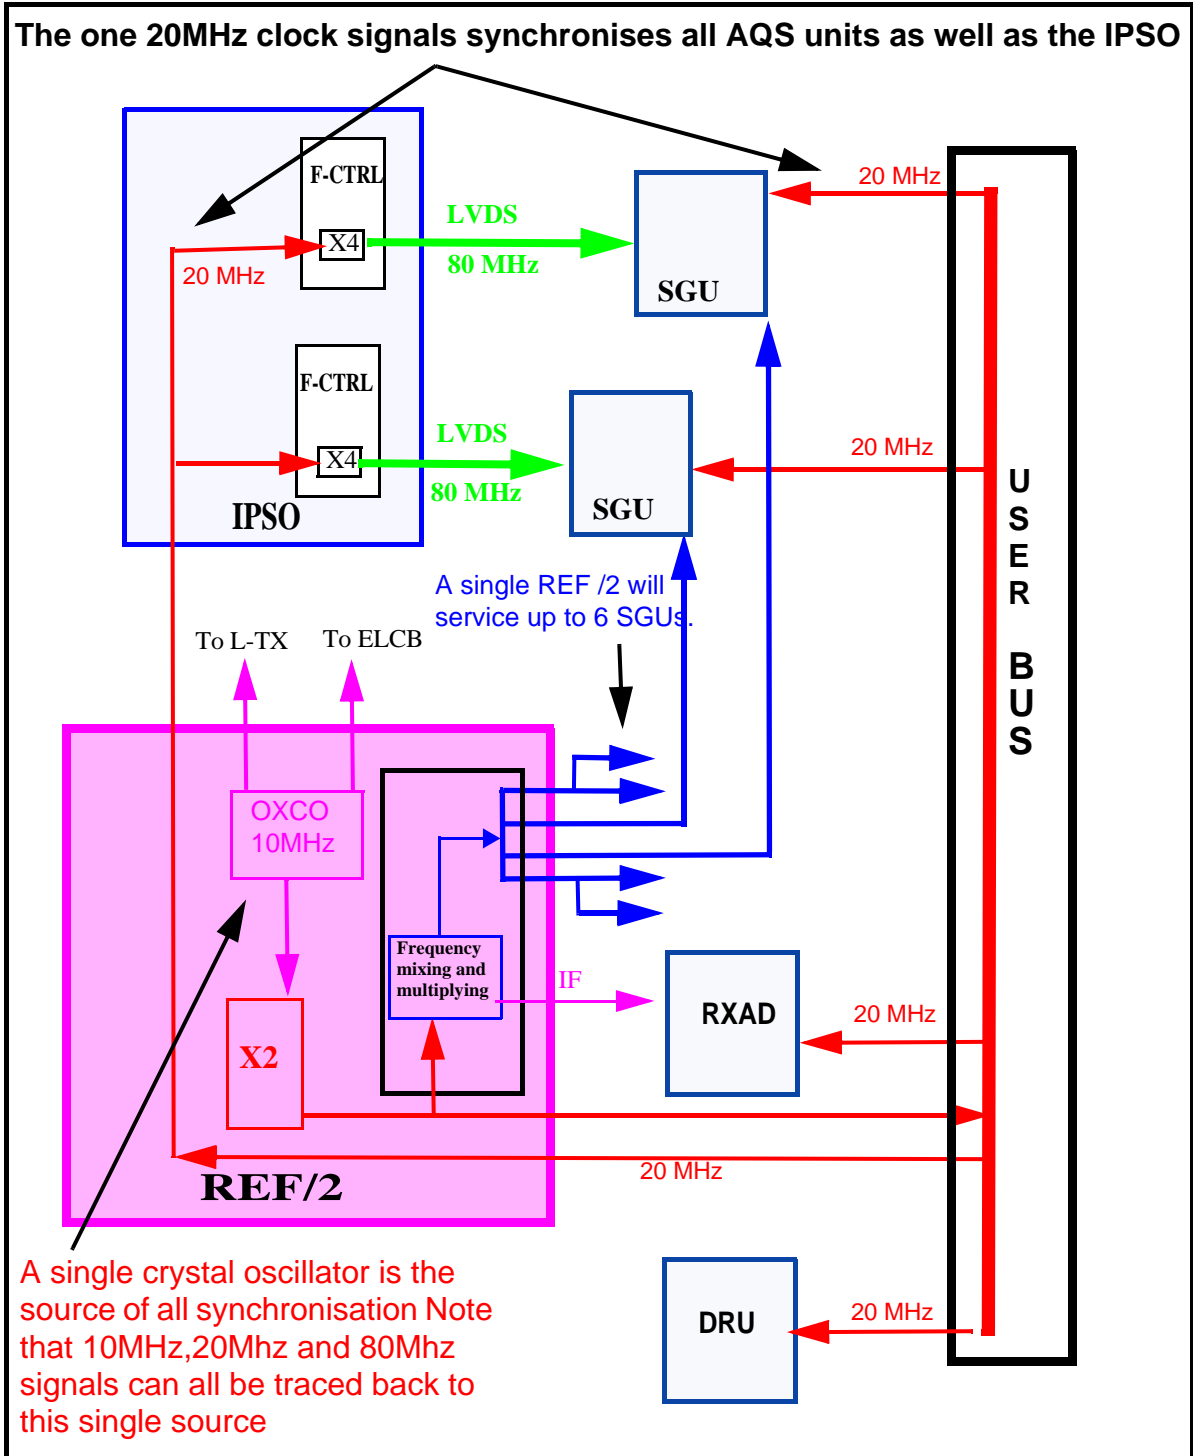 The one 20MHz clock signals synchronises all AQS units as well as the IPSO
F-CTRL
X4
20 MHz
LVDS
80 MHz
SGU
20 MHz
F-CTRL
X4
IPSO
LVDS
80 MHz
SGU
20 MHz
USER BUS
A single REF /2 will
service up to 6 SGUs.
To L-TX
To ELCB
OXCO
10MHz
Frequency
mixing and
multiplying
IF
X2
RXAD
20 MHz
20 MHz
REF/2
A single crystal oscillator is the
source of all synchronisation Note
that 10MHz,20Mhz and 80Mhz
signals can all be traced back to
this single source
DRU
20 MHz